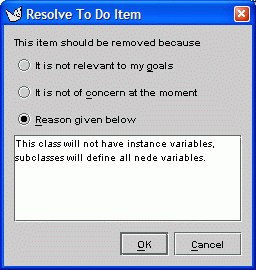 Resolve To Do Item
This item should be removed because
It is not relevant to my goals
It is not of concern at the moment
Reason given below
This class will not have instance variables,
subclasses will define all nede variables.
OK
Cancel